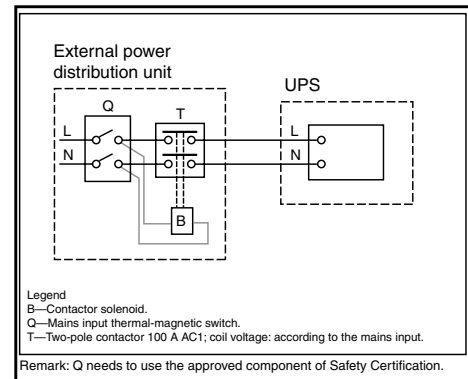 External power
distribution unit
UPS
Q
T
L
L
N
N
B
Legend
B—Contactor solenoid.
Q—Mains input thermal-magnetic switch.
T—Two-pole contactor 100 A AC1; coil voltage: according to the mains input.
Remark: Q needs to use the approved component of Safety Certification.